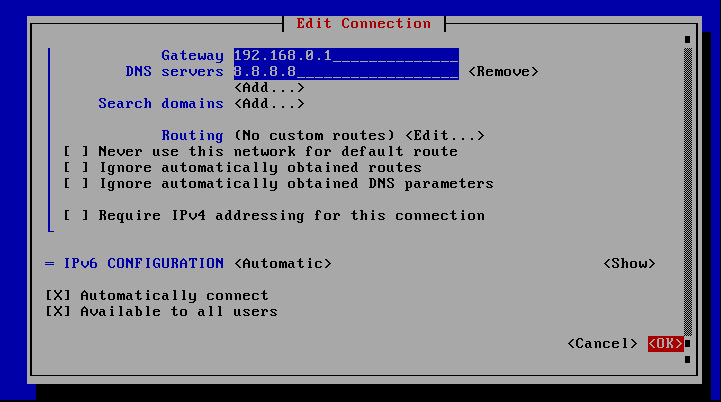 Edit Connection
Gateway 192.168.0.1______________
DNS servers 8.8.8.8__________________ <Remove>
<Add...>
Search domains <Add...>
Routing (No custom routes) <Edit...>
[ ] Never use this network for default route
[ ] Ignore automatically obtained routes
[ ] Ignore automatically obtained DNS parameters
[ ] Require IPv4 addressing for this connection
= IPv6 CONFIGURATION <Automatic> <Show>
[X] Automatically connect
[X] Available to all users
<Cancel> <OK>